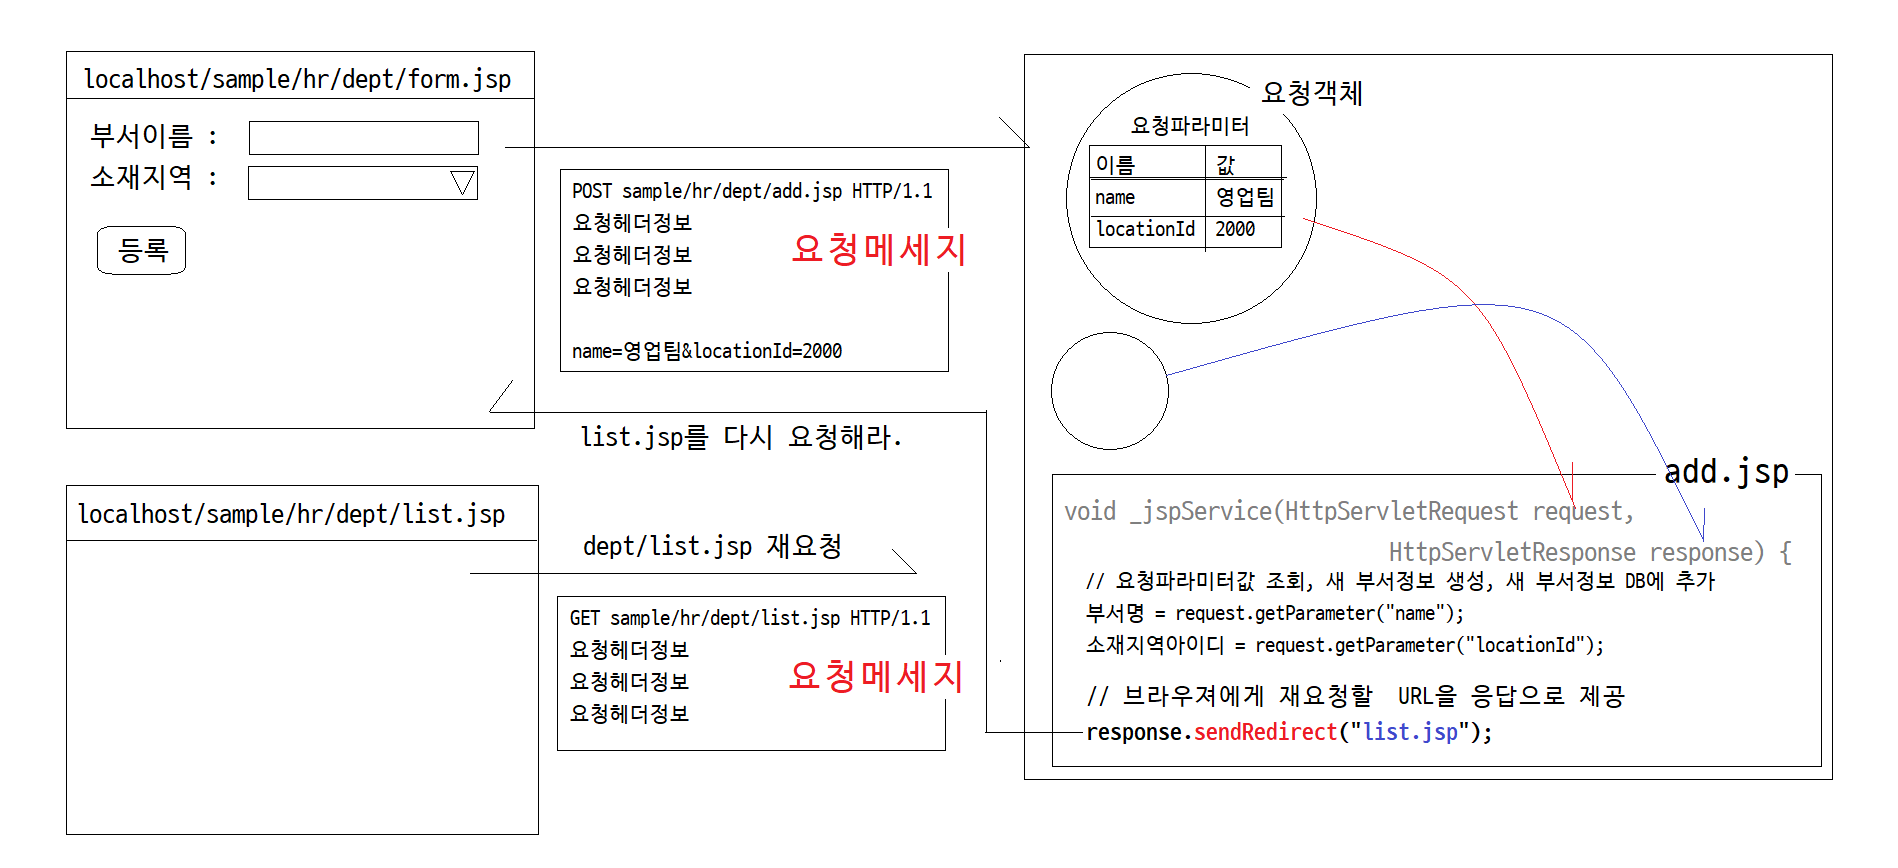 localhost/sample/hr/dept/form.jsp
부서이름 :
소재지역 :
등록
POST sample/hr/dept/add.jsp HTTP/1.1
요청헤더정보
요청헤더정보
요청헤더정보
요청메세지
name=영업팀&locationId=2000
list.jsp를 다시 요청해라.
localhost/sample/hr/dept/list.jsp
dept/list.jsp 재요청
GET sample/hr/dept/list.jsp HTTP/1.1
요청헤더정보
요청헤더정보
요청헤더정보
요청메세지
요청객체
요청파라미터
이름 값
name 영업팀
locationId 2000
add.jsp
void _jspService(HttpServletRequest request,
HttpServletResponse response) {
// 요청파라미터값 조회, 새 부서정보 생성, 새 부서정보 DB에 추가
부서명 = request.getParameter("name");
소재지역아이디 = request.getParameter("locationId");
// 브라우져에게 재요청할 URL을 응답으로 제공
response.sendRedirect("list.jsp");